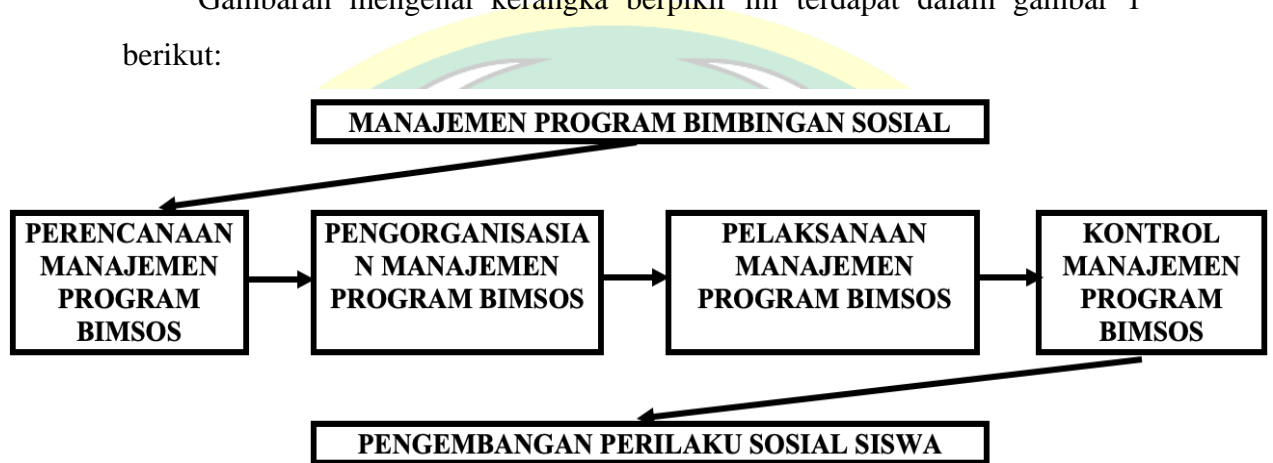 Gambaran mengenai kerangka berpikir ini terdapat dalam gambar 1
berikut:
MANAJEMEN PROGRAM BIMBINGAN SOSIAL
PERENCANAAN
MANAJEMEN
PROGRAM
BIMSOS
PENGORGANISASIA
N MANAJEMEN
PROGRAM BIMSOS
PELAKSANAAN
MANAJEMEN
PROGRAM BIMSOS
KONTROL
MANAJEMEN
PROGRAM
BIMSOS
PENGEMBANGAN PERILAKU SOSIAL SISWA